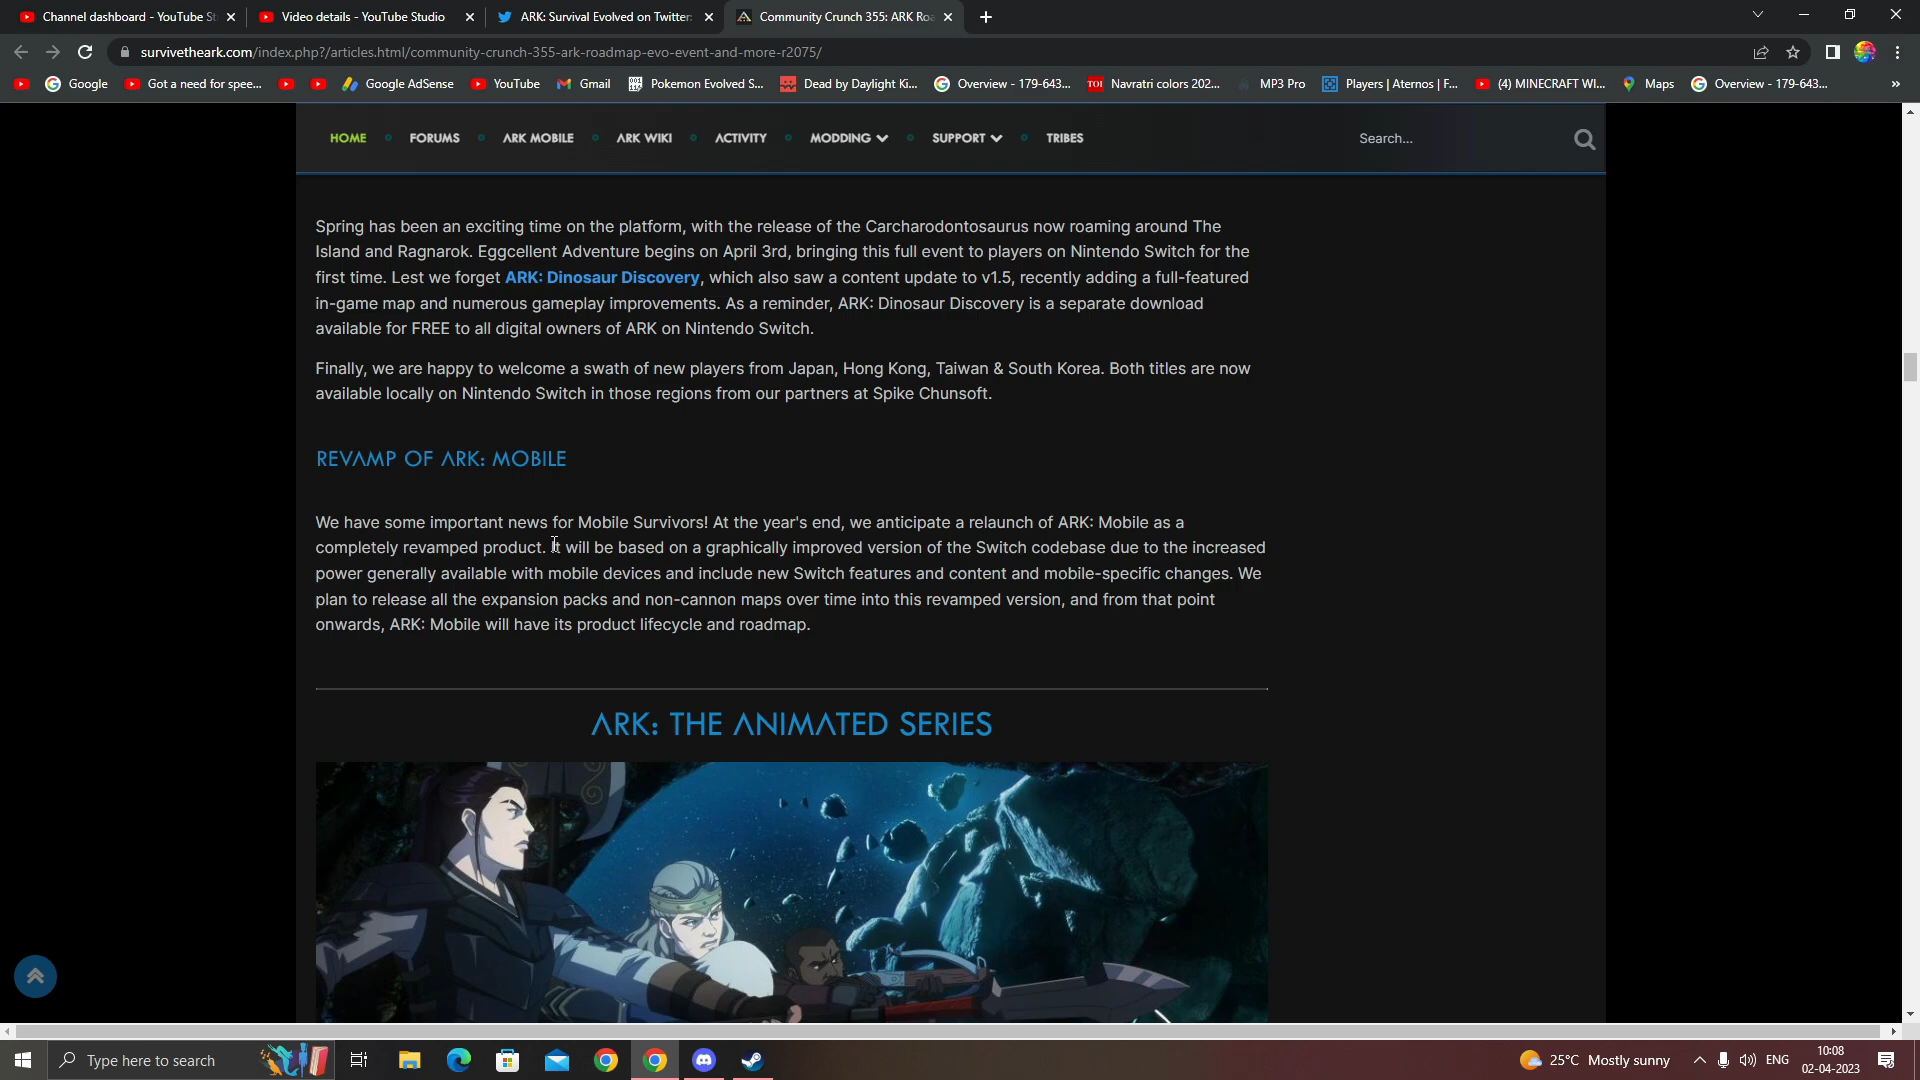 Channel dashboard - YouTube St
Video details - YouTube Studio
ARK: Survival Evolved on Twitter:
Community Crunch 355: ARK Roa
survivetheark.com/index.php?/articles.html/community-crunch-355-ark-roadmap-evo-event-and-more-r2075/
Google
Got a need for spee...
Google AdSense
YouTube
Gmail
Pokemon Evolved S...
Dead by Daylight Ki...
Overview - 179-643...
TOI
Navratri colors 202...
MP3 Pro
Players | Aternos | F...
(4) MINECRAFT WI...
Maps
Overview - 179-643...
»
HOME
FORUMS
ARK MOBILE
ARK WIKI
ACTIVITY
MODDING
SUPPORT
TRIBES
Search...
Spring has been an exciting time on the platform, with the release of the Carcharodontosaurus now roaming around The
Island and Ragnarok. Eggcellent Adventure begins on April 3rd, bringing this full event to players on Nintendo Switch for the
first time. Lest we forget ARK: Dinosaur Discovery, which also saw a content update to v1.5, recently adding a full-featured
in-game map and numerous gameplay improvements. As a reminder, ARK: Dinosaur Discovery is a separate download
available for FREE to all digital owners of ARK on Nintendo Switch.
Finally, we are happy to welcome a swath of new players from Japan, Hong Kong, Taiwan & South Korea. Both titles are now
available locally on Nintendo Switch in those regions from our partners at Spike Chunsoft.
REVAMP OF ARK: MOBILE
We have some important news for Mobile Survivors! At the year's end, we anticipate a relaunch of ARK: Mobile as a
completely revamped product. It will be based on a graphically improved version of the Switch codebase due to the increased
power generally available with mobile devices and include new Switch features and content and mobile-specific changes. We
plan to release all the expansion packs and non-cannon maps over time into this revamped version, and from that point
onwards, ARK: Mobile will have its product lifecycle and roadmap.
ARK: THE ANIMATED SERIES
Type here to search
25°C Mostly sunny
ENG
10:08
02-04-2023